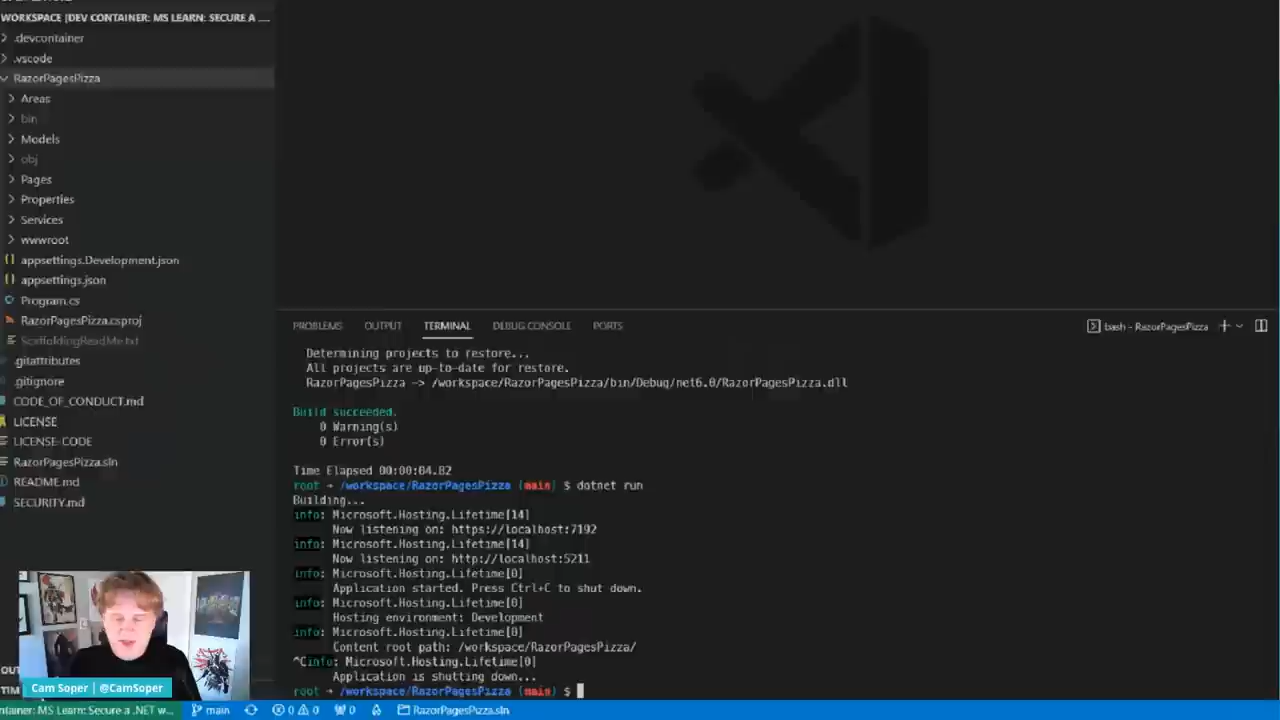 WORKSPACE [DEV CONTAINER: MS LEARN: SECURE A ....
.devcontainer
.vscode
RazorPagesPizza
Areas
bin
Models
obj
Pages
Properties
Services
wwwroot
appsettings.Development.json
appsettings.json
Program.cs
RazorPagesPizza.csproj
ScaffoldingReadMe.txt
.gitattributes
.gitignore
CODE_OF_CONDUCT.md
LICENSE
LICENSE-CODE
RazorPagesPizza.sln
README.md
SECURITY.md
OU
TIM
Cam Soper | @CamSoper
PROBLEMS OUTPUT TERMINAL DEBUG CONSOLE PORTS
bash - RazorPagesPizza
Determining projects to restore...
All projects are up-to-date for restore.
RazorPagesPizza -> /workspace/RazorPagesPizza/bin/Debug/net6.0/RazorPagesPizza.dll
Build succeeded.
0 Warning(s)
0 Error(s)
Time Elapsed 00:00:04.82
root → /workspace/RazorPagesPizza (main) $ dotnet run
Building...
info: Microsoft.Hosting.Lifetime[14]
Now listening on: https://localhost:7192
info: Microsoft.Hosting.Lifetime[14]
Now listening on: http://localhost:5211
info: Microsoft.Hosting.Lifetime[0]
Application started. Press Ctrl+C to shut down.
info: Microsoft.Hosting.Lifetime[0]
Hosting environment: Development
info: Microsoft.Hosting.Lifetime[0]
Content root path: /workspace/RazorPagesPizza/
^Cinfo: Microsoft.Hosting.Lifetime[0]
Application is shutting down...
root → /workspace/RazorPagesPizza (main) $
ntainer: MS Learn: Secure a .NET w... main 0 0 0 RazorPagesPizza.sln